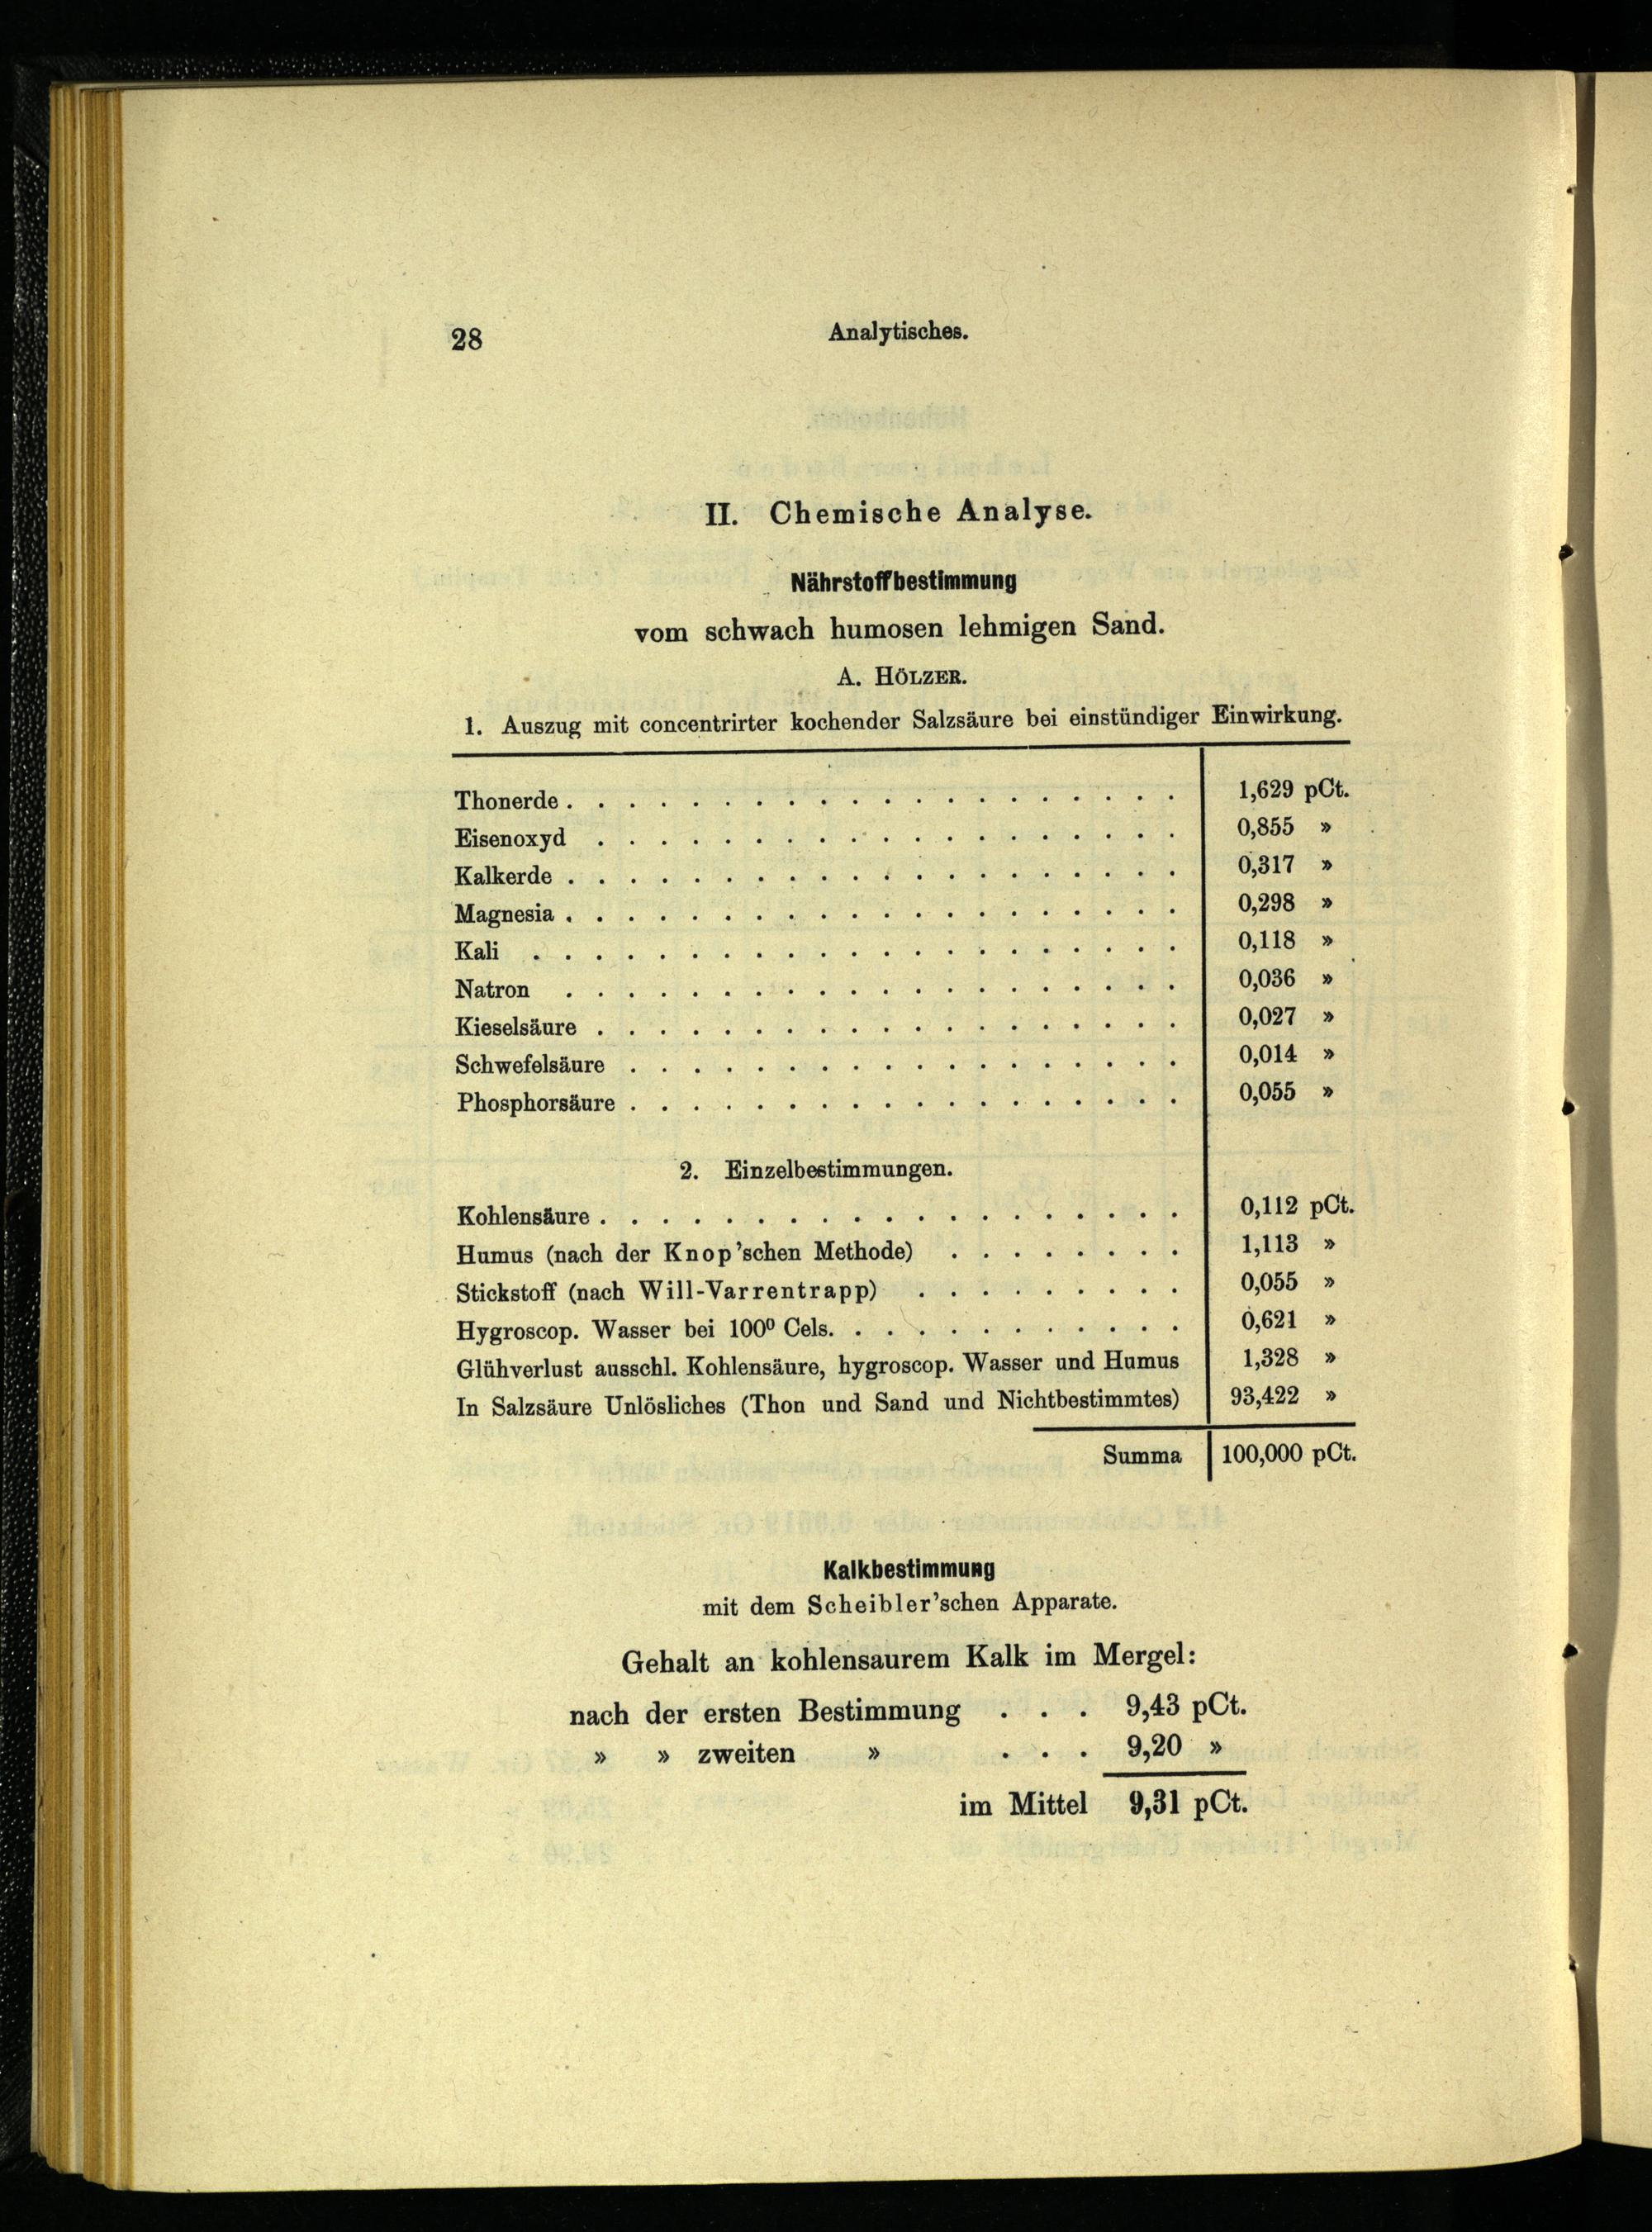 28 Analytisches.
II. Chemische Analyse.
Nährstoffbestimmung
vom schwach humosen lehmigen Sand.
A. HÖLZER.
1. Auszug mit concentrirter kochender Salzsäure bei einstündiger Einwirkung.
Thonerde . . . . . . . . . . . . . . . . . . . . 1,629 pCt.
Eisenoxyd . . . . . . . . . . . . . . . . . . . 0,855 »
Kalkerde . . . . . . . . . . . . . . . . . . . . 0,317 »
Magnesia . . . . . . . . . . . . . . . . . . . . 0,298 »
Kali . . . . . . . . . . . . . . . . . . . . . 0,118 »
Natron . . . . . . . . . . . . . . . . . . . . 0,036 »
Kieselsäure . . . . . . . . . . . . . . . . . . . 0,027 »
Schwefelsäure . . . . . . . . . . . . . . . . . . 0,014 »
Phosphorsäure . . . . . . . . . . . . . . . . . . 0,055 »
2. Einzelbestimmungen.
Kohlensäure . . . . . . . . . . . . . . . . . . . 0,112 pCt.
Humus (nach der Knop'schen Methode) . . . . . . . . 1,113 »
Stickstoff (nach Will-Varrentrapp) . . . . . . . . . 0,055 »
Hygroscop. Wasser bei 100⁰ Cels. . . . . . . . . . . . 0,621 »
Glühverlust ausschl. Kohlensäure, hygroscop. Wasser und Humus 1,328 »
In Salzsäure Unlösliches (Thon und Sand und Nichtbestimmtes) 93,422 »
Summa 100,000 pCt.
Kalkbestimmung
mit dem Scheibler'schen Apparate.
Gehalt an kohlensaurem Kalk im Mergel:
nach der ersten Bestimmung . . . 9,43 pCt.
» » zweiten » . . . 9,20 »
im Mittel 9,31 pCt.